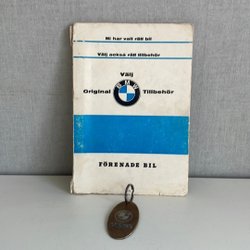 Ni har valt rätt bil
Välj också rätt tillbehör
Välj
Original BMW Tillbehör
FÖRENADE BIL